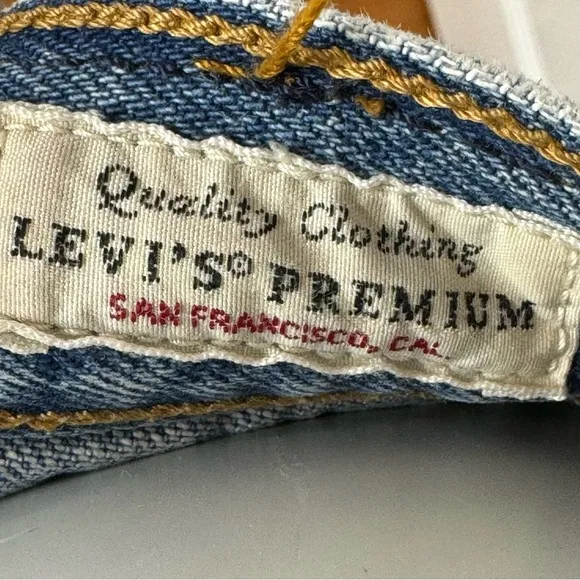 Quality Clothing
LEVI'S® PREMIUM
SAN FRANCISCO, CAL.